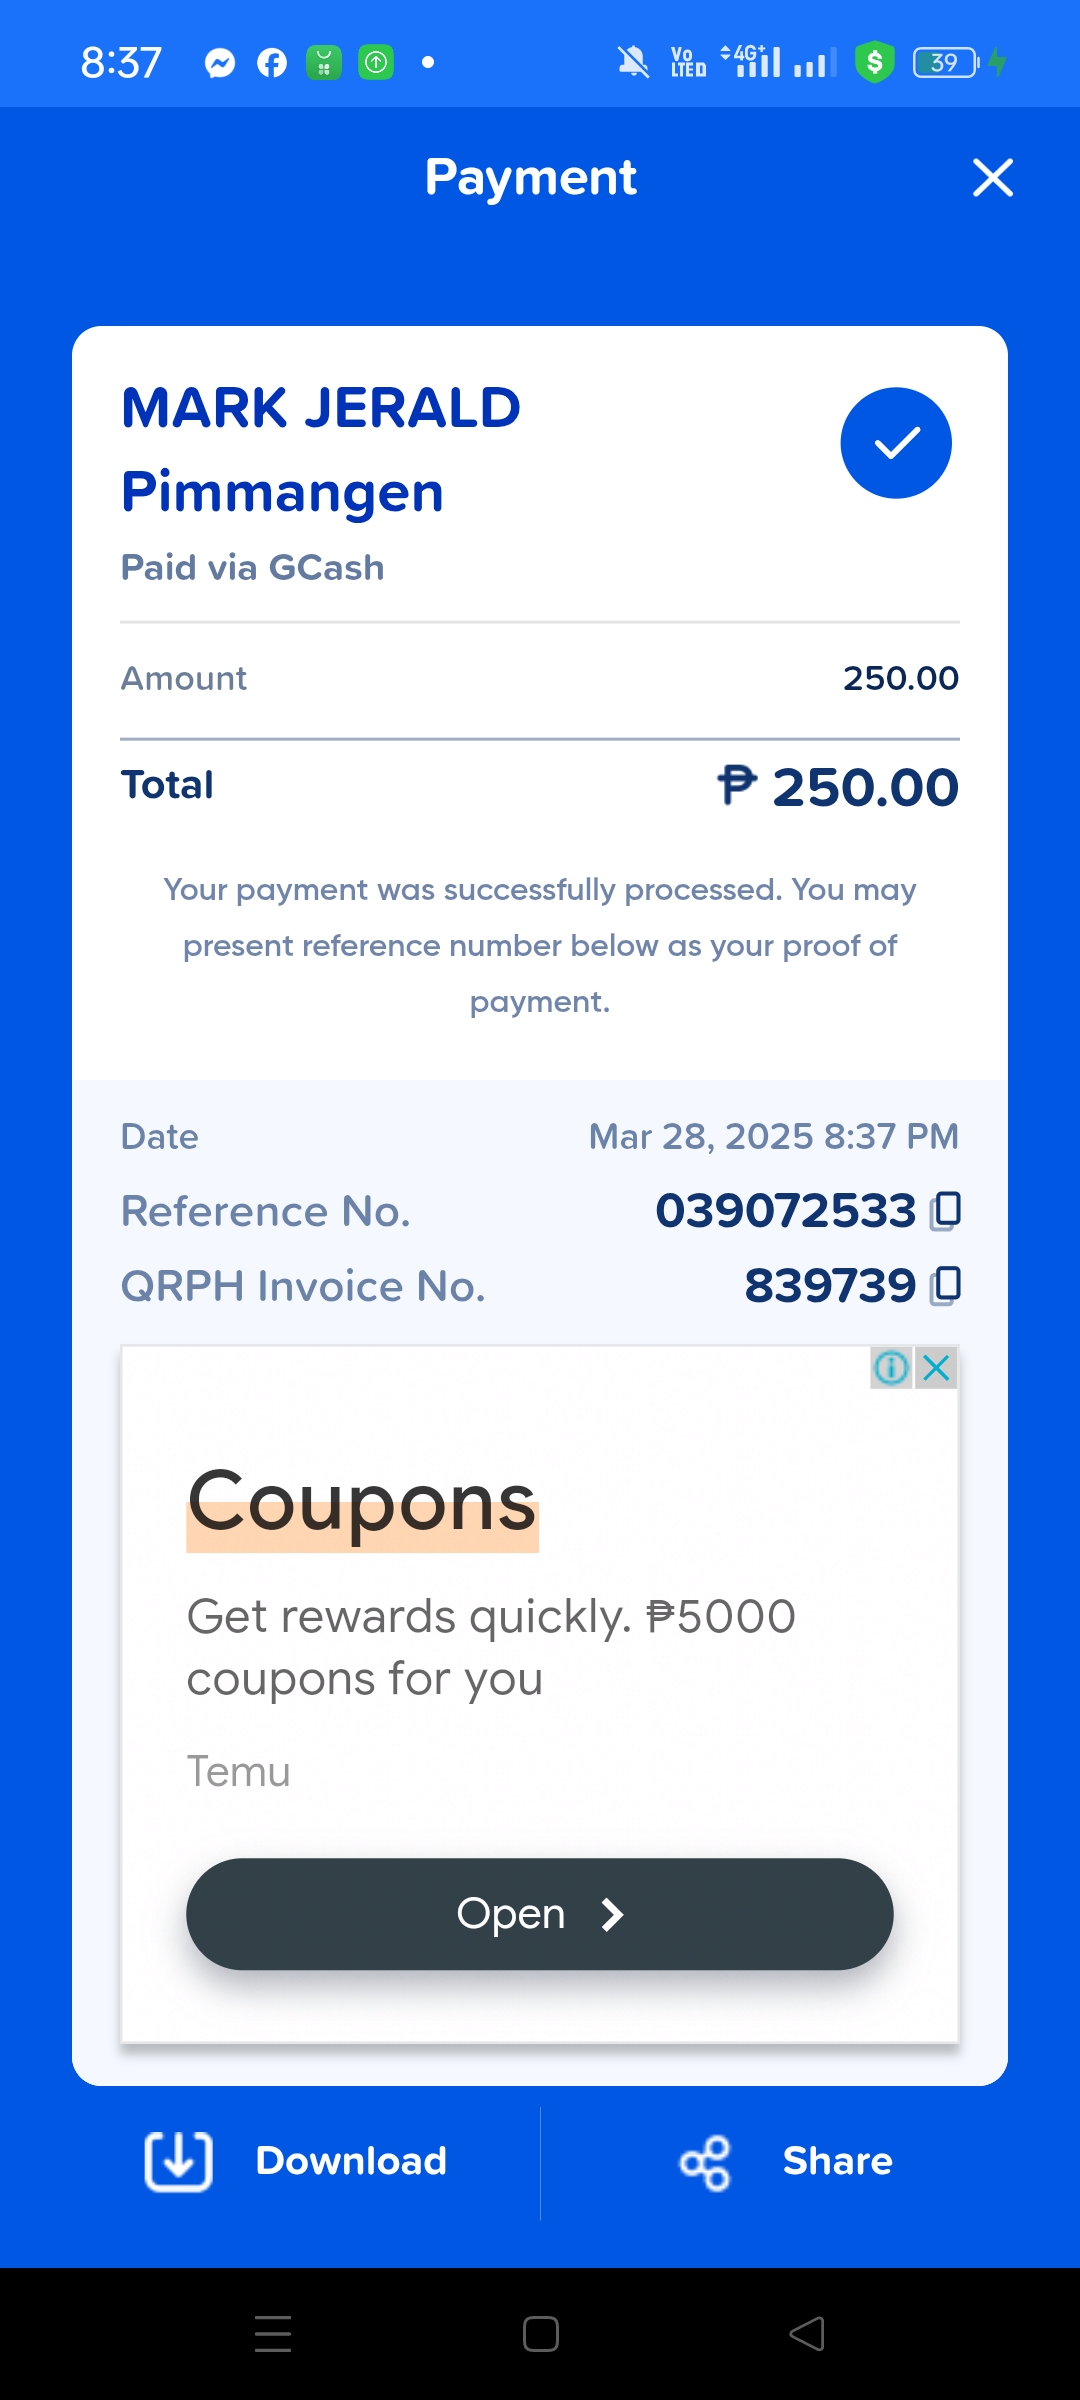 8:37
Vo LTE D 4G+ 39
Payment
MARK JERALD
Pimmangen
Paid via GCash
Amount 250.00
Total ₱ 250.00
Your payment was successfully processed. You may
present reference number below as your proof of
payment.
Date Mar 28, 2025 8:37 PM
Reference No. 039072533
QRPH Invoice No. 839739
Coupons
Get rewards quickly. ₱5000
coupons for you
Temu
Open
Download Share